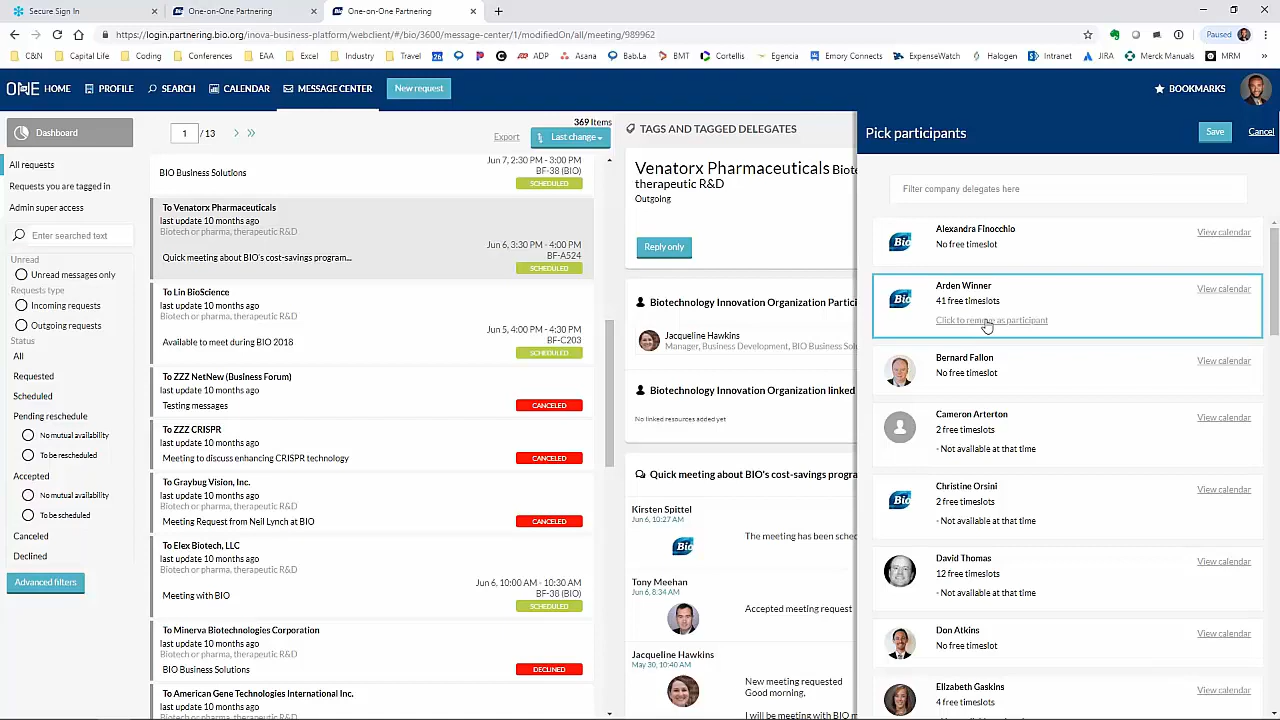 Secure Sign In
One-on-One Partnering
One-on-One Partnering
https://login.partnering.bio.org/inova-business-platform/webclient/#/bio/3600/message-center/1/modifiedOn/all/meeting/989962
Paused
C&N
Capital Life
Coding
Conferences
EAA
Excel
Industry
Travel
ADP
Asana
Bab.La
BMT
Cortellis
Egencia
Emory Connects
ExpenseWatch
Halogen
Intranet
JIRA
Merck Manuals
MRM
HOME
PROFILE
SEARCH
CALENDAR
MESSAGE CENTER
New request
BOOKMARKS
Dashboard
All requests
Requests you are tagged in
Admin super access
Enter searched text
Unread
Unread messages only
Requests type
Incoming requests
Outgoing requests
Status
All
Requested
Scheduled
Pending reschedule
No mutual availability
To be rescheduled
Accepted
No mutual availability
To be scheduled
Canceled
Declined
Advanced filters
1 / 13
369 Items
Export
Last change
Jun 7, 2:30 PM - 3:00 PM
BF-38 (BIO)
BIO Business Solutions
SCHEDULED
To Venatorx Pharmaceuticals
last update 10 months ago
Biotech or pharma, therapeutic R&D
Jun 6, 3:30 PM - 4:00 PM
BF-A524
Quick meeting about BIO's cost-savings program...
SCHEDULED
To Lin BioScience
last update 10 months ago
Biotech or pharma, therapeutic R&D
Jun 5, 4:00 PM - 4:30 PM
BF-C203
Available to meet during BIO 2018
SCHEDULED
To ZZZ NetNew (Business Forum)
last update 10 months ago
Testing messages
CANCELED
To ZZZ CRISPR
last update 10 months ago
Meeting to discuss enhancing CRISPR technology
CANCELED
To Graybug Vision, Inc.
last update 10 months ago
Biotech or pharma, therapeutic R&D
Meeting Request from Neil Lynch at BIO
CANCELED
To Elex Biotech, LLC
last update 10 months ago
Biotech or pharma, therapeutic R&D
Jun 6, 10:00 AM - 10:30 AM
BF-38 (BIO)
Meeting with BIO
SCHEDULED
To Minerva Biotechnologies Corporation
last update 10 months ago
Biotech or pharma, therapeutic R&D
BIO Business Solutions
DECLINED
To American Gene Technologies International Inc.
last update 10 months ago
TAGS AND TAGGED DELEGATES
Venatorx Pharmaceuticals Biote
therapeutic R&D
Outgoing
Reply only
Biotechnology Innovation Organization Partici
Jacqueline Hawkins
Manager, Business Development, BIO Business Solu
Biotechnology Innovation Organization linked
No linked resources added yet
Quick meeting about BIO's cost-savings progra
Kirsten Spittel
Jun 6, 10:27 AM
Bio
The meeting has been sched
Tony Meehan
Jun 6, 8:34 AM
Accepted meeting request
Jacqueline Hawkins
May 30, 10:40 AM
New meeting requested
Good morning,
I will be meeting with BIO m
Pick participants
Save
Cancel
Filter company delegates here
Bio
Alexandra Finocchio
No free timeslot
View calendar
Bio
Arden Winner
41 free timeslots
Click to remove as participant
View calendar
Bernard Fallon
No free timeslot
View calendar
Cameron Arterton
2 free timeslots
- Not available at that time
View calendar
Bio
Christine Orsini
2 free timeslots
- Not available at that time
View calendar
David Thomas
12 free timeslots
- Not available at that time
View calendar
Don Atkins
No free timeslot
View calendar
Elizabeth Gaskins
4 free timeslots
View calendar